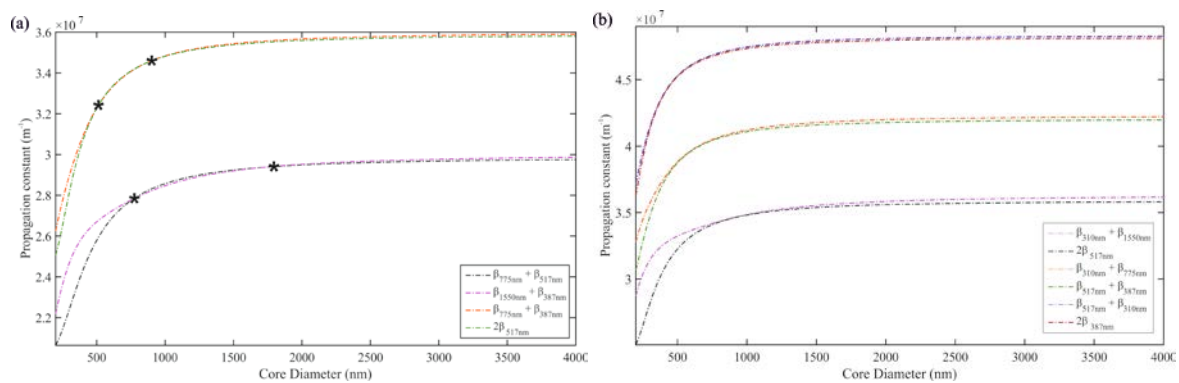 (a)
×10⁷
3.6
3.4
3.2
3
2.8
2.6
2.4
2.2
Propagation constant (m⁻¹)
500 1000 1500 2000 2500 3000 3500 4000
Core Diameter (nm)
β775nm + β517nm
β1550nm + β387nm
β775nm + β387nm
2β517nm
(b)
×10⁷
4.5
4
3.5
3
Propagation constant (m⁻¹)
500 1000 1500 2000 2500 3000 3500 4000
Core Diameter (nm)
β310nm + β1550nm
2β517nm
β310nm + β775nm
β517nm + β387nm
β517nm + β310nm
2β387nm